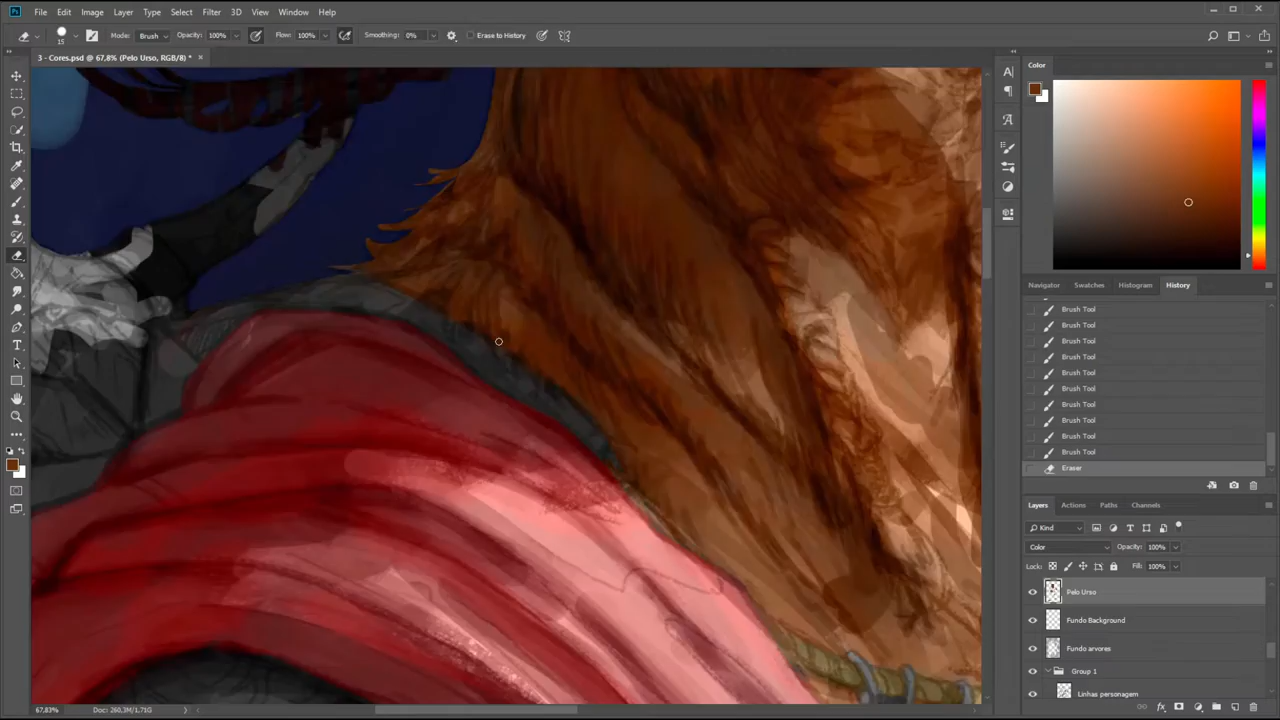 Ps File Edit Image Layer Type Select Filter 3D View Window Help
15 Mode: Brush Opacity: 100% Flow: 100% Smoothing: 0% Erase to History
3 - Cores.psd @ 67,8% (Pelo Urso, RGB/8) *
Color
Navigator Swatches Histogram History
Brush Tool
Brush Tool
Brush Tool
Brush Tool
Brush Tool
Brush Tool
Brush Tool
Brush Tool
Brush Tool
Brush Tool
Eraser
Layers Actions Paths Channels
Kind
Color Opacity: 100%
Lock: Fill: 100%
Pelo Urso
Fundo Background
Fundo arvores
Group 1
Linhas personagem
67,83% Doc: 260,3M/1,71G